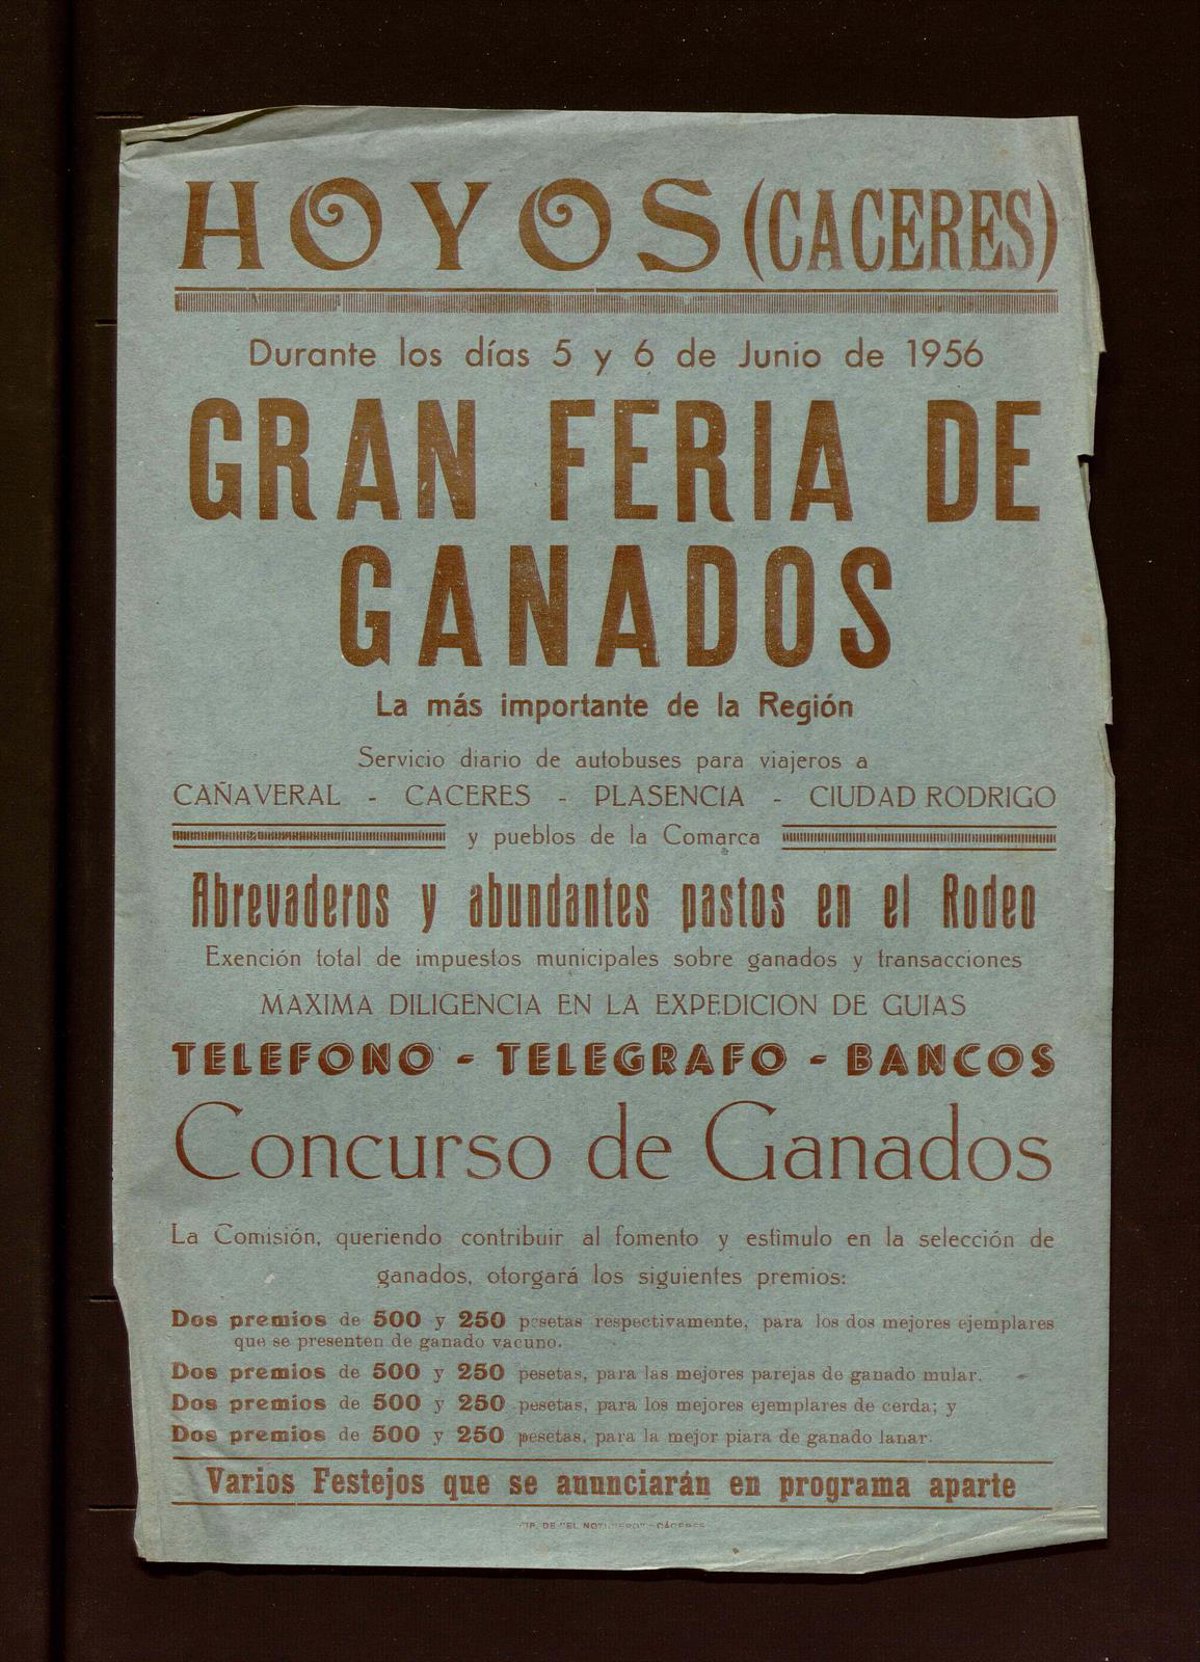 HOYOS (CACERES)
Durante los días 5 y 6 de Junio de 1956
GRAN FERIA DE
GANADOS
La más importante de la Región
Servicio diario de autobuses para viajeros a
CAÑAVERAL - CACERES - PLASENCIA - CIUDAD RODRIGO
y pueblos de la Comarca
Abrevaderos y abundantes pastos en el Rodeo
Exención total de impuestos municipales sobre ganados y transacciones
MAXIMA DILIGENCIA EN LA EXPEDICION DE GUIAS
TELEFONO - TELEGRAFO - BANCOS
Concurso de Ganados
La Comisión, queriendo contribuir al fomento y estimulo en la selección de
ganados, otorgará los siguientes premios:
Dos premios de 500 y 250 pesetas respectivamente, para los dos mejores ejemplares
que se presenten de ganado vacuno.
Dos premios de 500 y 250 pesetas, para las mejores parejas de ganado mular.
Dos premios de 500 y 250 pesetas, para los mejores ejemplares de cerda; y
Dos premios de 500 y 250 pesetas, para la mejor piara de ganado lanar.
Varios Festejos que se anunciarán en programa aparte
TIP. DE "EL NOTICIERO" - CÁCERES